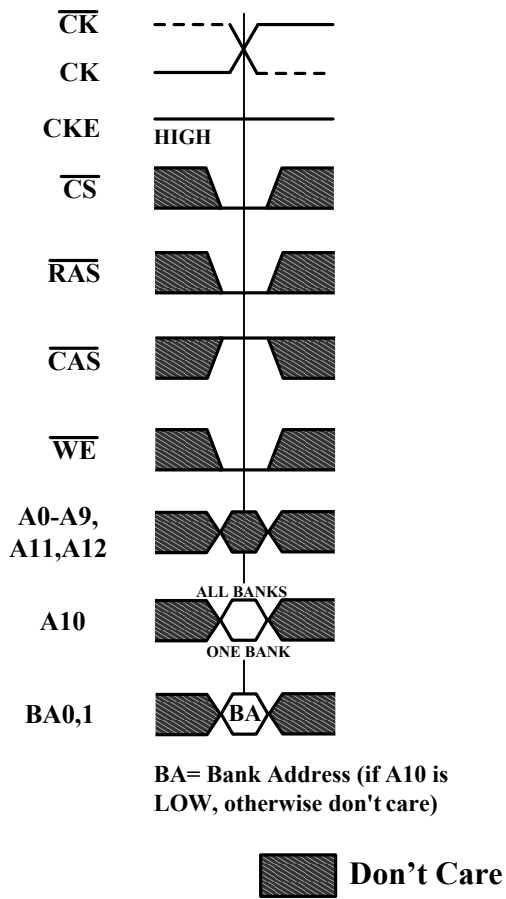 CK
CK
CKE
HIGH
CS
RAS
CAS
WE
A0-A9,
A11,A12
ALL BANKS
A10
ONE BANK
BA0,1
BA
BA= Bank Address (if A10 is
LOW, otherwise don't care)
Don't Care